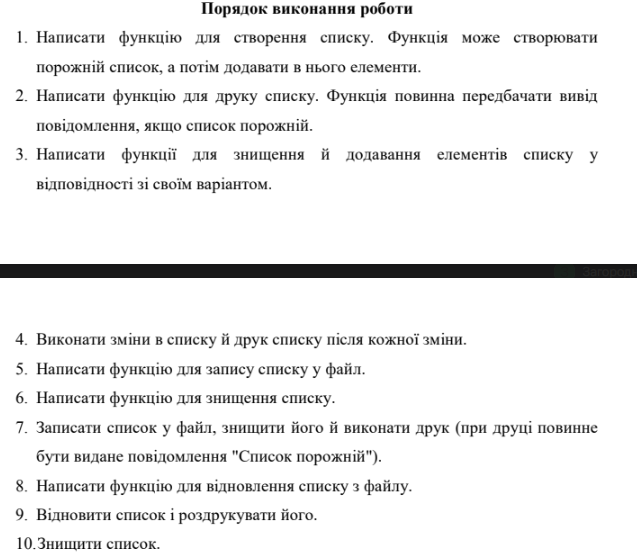 Порядок виконання роботи
1. Написати функцію для створення списку. Функція може створювати
порожній список, а потім додавати в нього елементи.
2. Написати функцію для друку списку. Функція повинна передбачати вивід
повідомлення, якщо список порожній.
3. Написати функції для знищення й додавання елементів списку у
відповідності зі своїм варіантом.
4. Виконати зміни в списку й друк списку після кожної зміни.
5. Написати функцію для запису списку у файл.
6. Написати функцію для знищення списку.
7. Записати список у файл, знищити його й виконати друк (при друці повинне
бути видане повідомлення "Список порожній").
8. Написати функцію для відновлення списку з файлу.
9. Відновити список і роздрукувати його.
10.Знищити список.